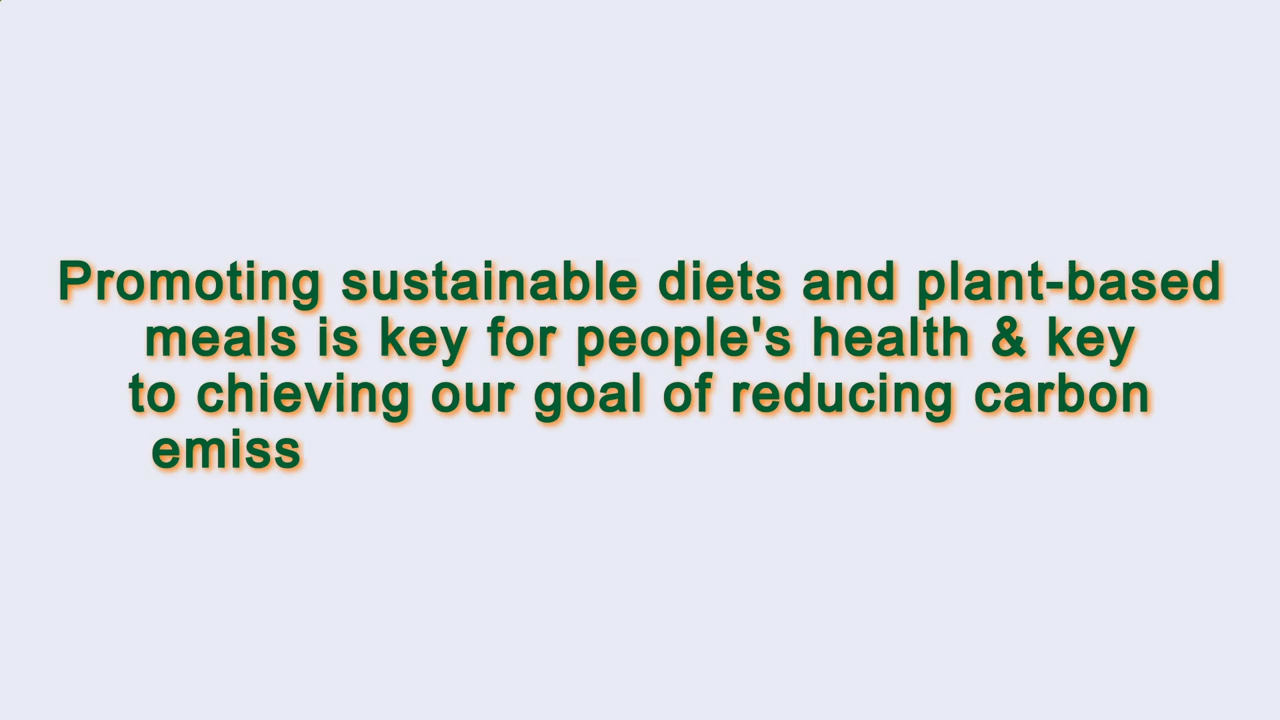 Promoting sustainable diets and plant-based
meals is key for people's health & key
to chieving our goal of reducing carbon
emiss